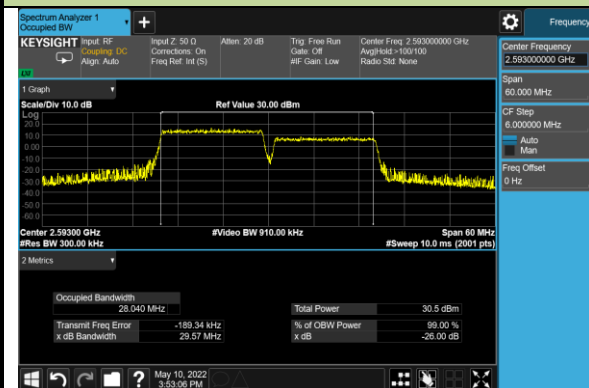 Spectrum Analyzer 1
Occupied BW
+
Frequency
KEYSIGHT
Input: RF
Coupling: DC
Align: Auto
Input Z: 50 Ω
Corrections: On
Freq Ref: Int (S)
Atten: 20 dB
Trig: Free Run
Gate: Off
#IF Gain: Low
Center Freq: 2.593000000 GHz
Avg|Hold:>100/100
Radio Std: None
Center Frequency
2.593000000 GHz
Span
60.000 MHz
CF Step
6.000000 MHz
Auto
Man
Freq Offset
0 Hz
1 Graph
Scale/Div 10.0 dB
Ref Value 30.00 dBm
Log
20.0
10.0
0.00
-10.0
-20.0
-30.0
-40.0
-50.0
-60.0
Center 2.59300 GHz
#Video BW 910.00 kHz
Span 60 MHz
#Res BW 300.00 kHz
#Sweep 10.0 ms (2001 pts)
2 Metrics
Occupied Bandwidth
28.040 MHz
Total Power
30.5 dBm
Transmit Freq Error
-189.34 kHz
% of OBW Power
99.00 %
x dB Bandwidth
29.57 MHz
x dB
-26.00 dB
?
May 10, 2022
3:53:06 PM